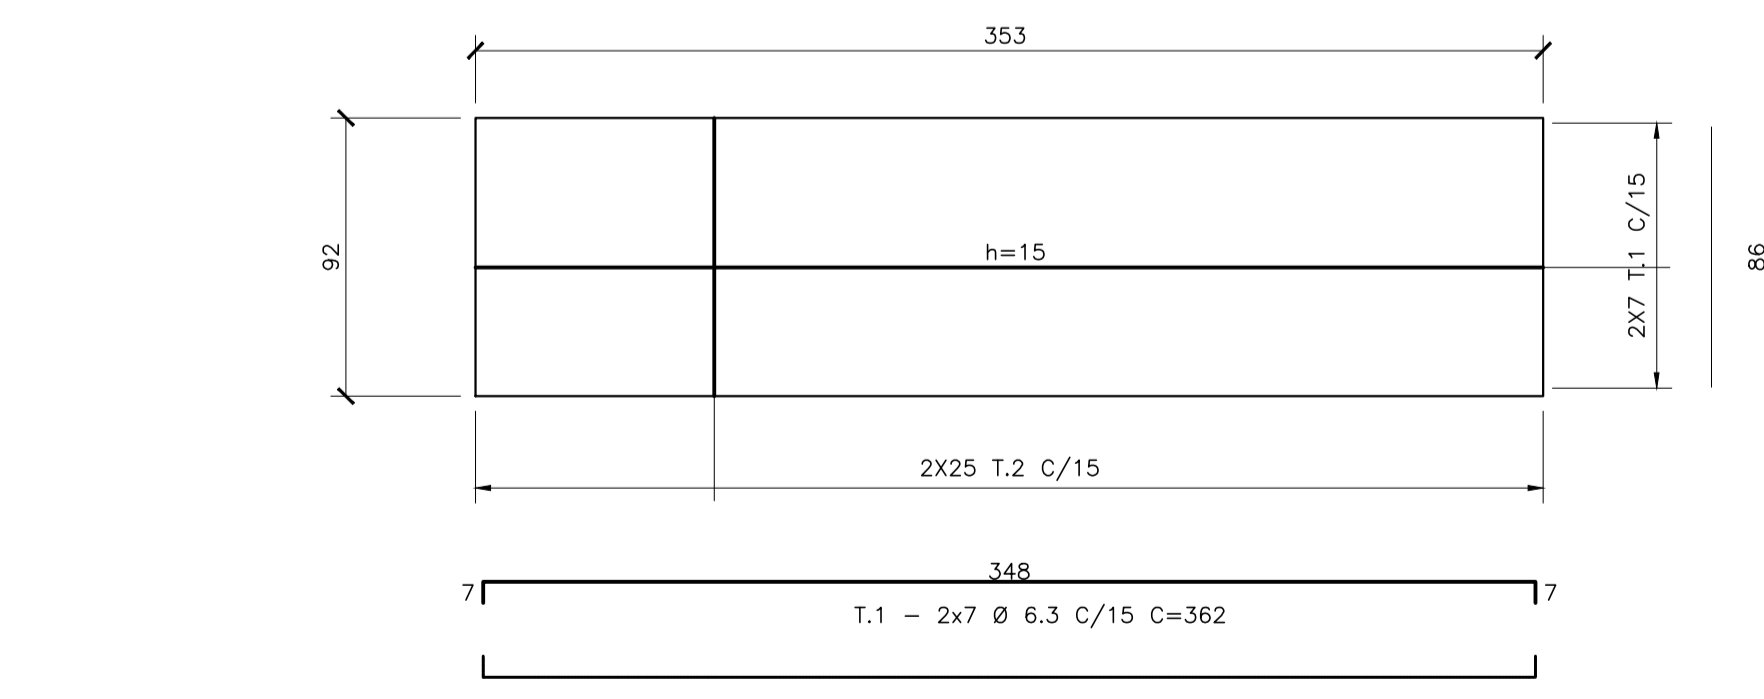 353
92
h=15
2X7 T.1 C/15
86
2X25 T.2 C/15
348
7
7
T.1 – 2x7 Ø 6.3 C/15 C=362